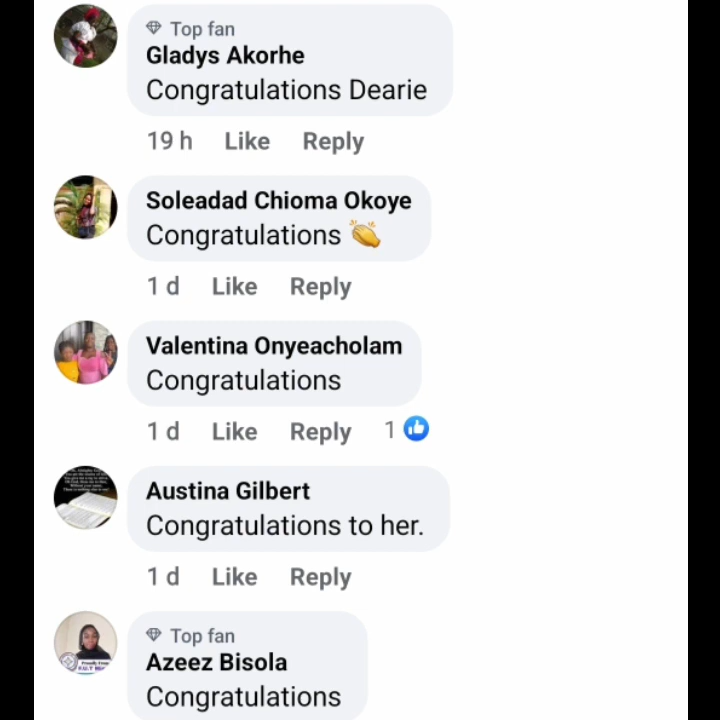 Top fan
Gladys Akorhe
Congratulations Dearie
19 h Like Reply
Soleadad Chioma Okoye
Congratulations 👏
1 d Like Reply
Valentina Onyeacholam
Congratulations
1 d Like Reply 1
Austina Gilbert
Congratulations to her.
1 d Like Reply
Top fan
Azeez Bisola
Congratulations